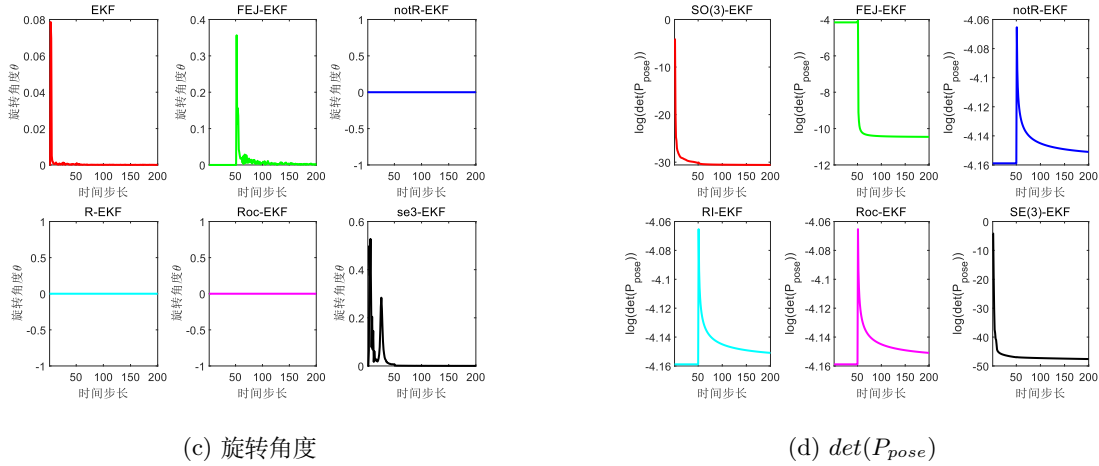 EKF
FEJ-EKF
notR-EKF
旋转角度θ
0.08
0.06
0.04
0.02
0
50 100 150 200
时间步长
旋转角度θ
0.4
0.3
0.2
0.1
0
50 100 150 200
时间步长
旋转角度θ
1
0.5
0
-0.5
-1
50 100 150 200
时间步长
R-EKF
Roc-EKF
se3-EKF
旋转角度θ
1
0.5
0
-0.5
-1
50 100 150 200
时间步长
旋转角度θ
1
0.5
0
-0.5
-1
50 100 150 200
时间步长
旋转角度θ
0.6
0.4
0.2
0
50 100 150 200
时间步长
(c) 旋转角度
SO(3)-EKF
FEJ-EKF
notR-EKF
log(det(P_pose))
0
-10
-20
-30
50 100 150 200
时间步长
log(det(P_pose))
-4
-6
-8
-10
-12
50 100 150 200
时间步长
log(det(P_pose))
-4.06
-4.08
-4.1
-4.12
-4.14
-4.16
50 100 150 200
时间步长
RI-EKF
Roc-EKF
SE(3)-EKF
log(det(P_pose))
-4.06
-4.08
-4.1
-4.12
-4.14
-4.16
50 100 150 200
时间步长
log(det(P_pose))
-4.06
-4.08
-4.1
-4.12
-4.14
-4.16
50 100 150 200
时间步长
log(det(P_pose))
0
-10
-20
-30
-40
-50
50 100 150 200
时间步长
(d) det(P_pose)